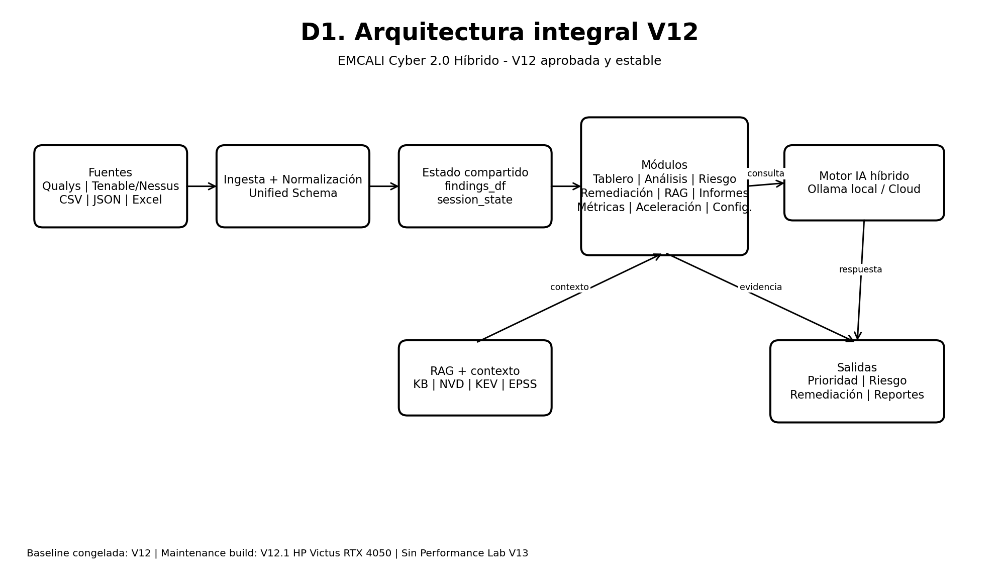 D1. Arquitectura integral V12
EMCALI Cyber 2.0 Híbrido - V12 aprobada y estable
Fuentes
Qualys | Tenable/Nessus
CSV | JSON | Excel
Ingesta + Normalización
Unified Schema
Estado compartido
findings_df
session_state
Módulos
Tablero | Análisis | Riesgo
Remediación | RAG | Informes
Métricas | Aceleración | Config.
consulta
Motor IA híbrido
Ollama local / Cloud
respuesta
contexto
evidencia
RAG + contexto
KB | NVD | KEV | EPSS
Salidas
Prioridad | Riesgo
Remediación | Reportes
Baseline congelada: V12 | Maintenance build: V12.1 HP Victus RTX 4050 | Sin Performance Lab V13